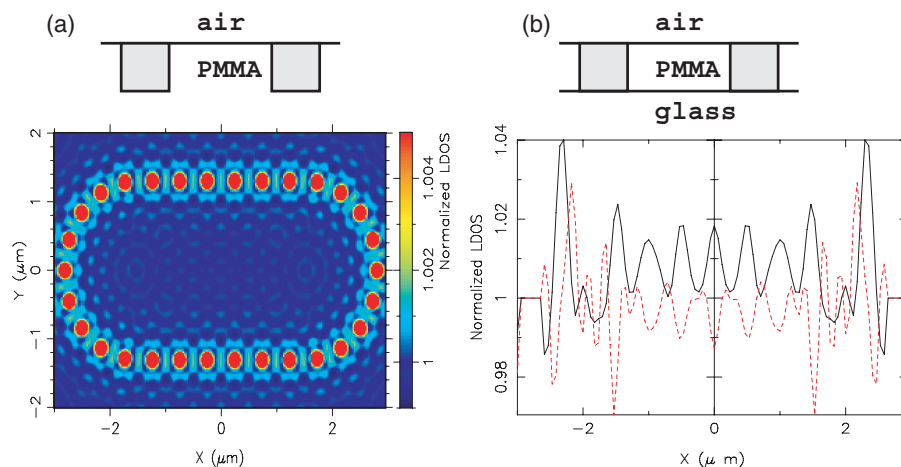 (a)
air
PMMA
(b)
air
PMMA
glass
2
1
0
-1
-2
Y (μm)
-2
0
2
X (μm)
1.004
1.002
1
Normalized LDOS
1.04
1.02
1
0.98
Normalized LDOS
-2
0
2
X (μ m)